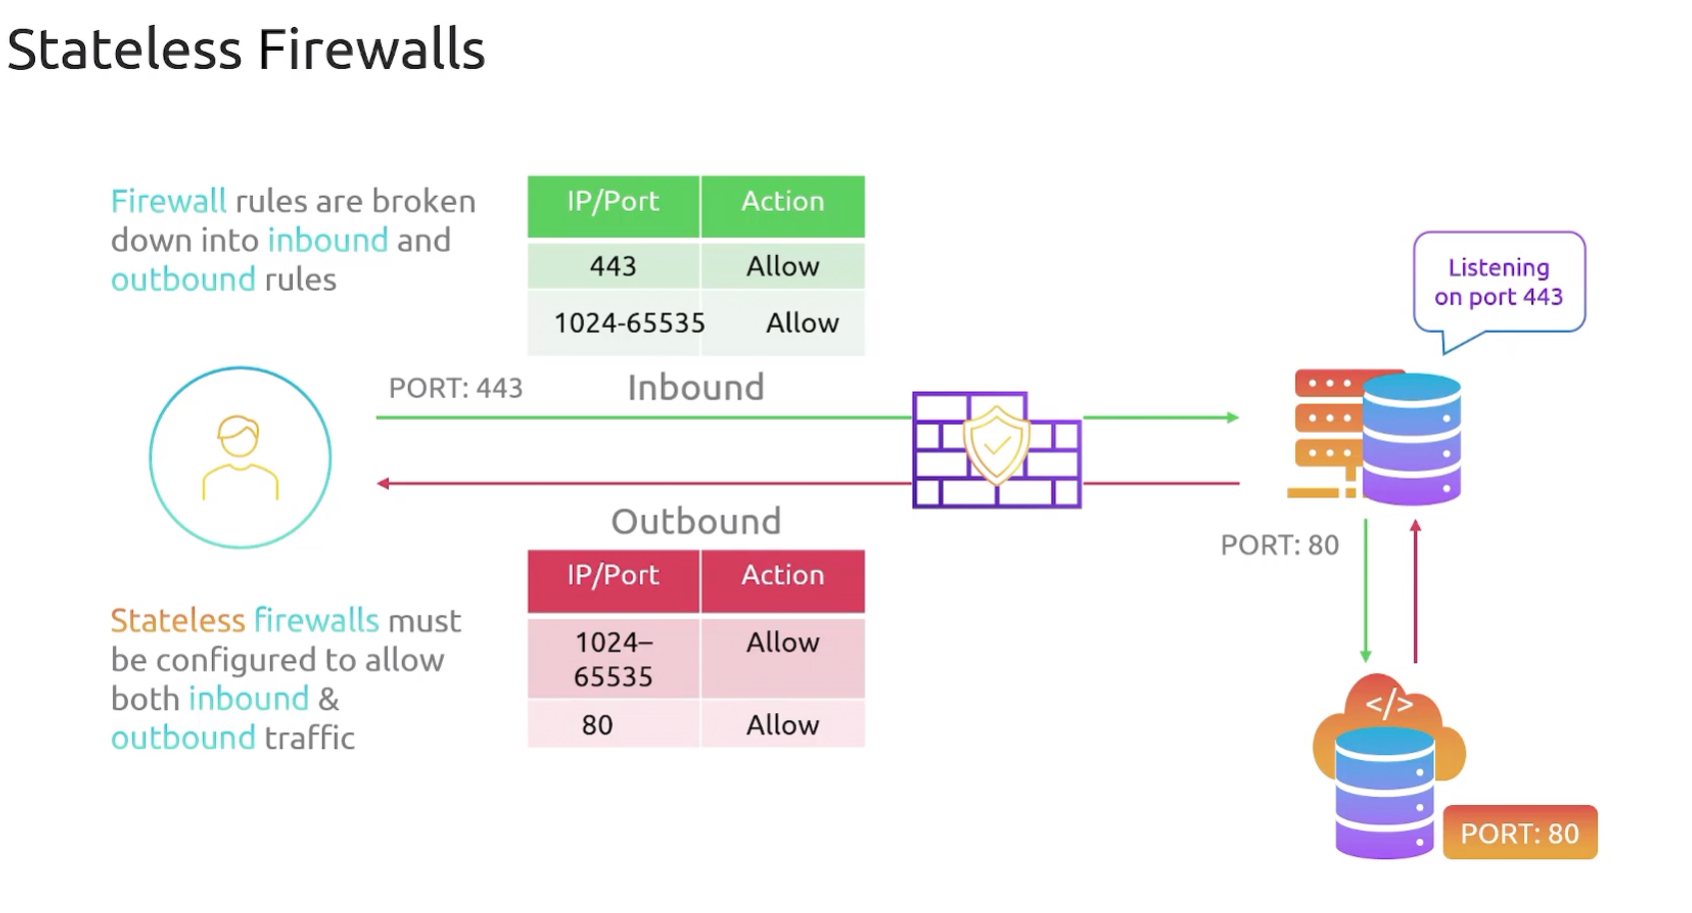 Stateless Firewalls
Firewall rules are broken
down into inbound and
outbound rules
IP/Port Action
443 Allow
1024-65535 Allow
Listening
on port 443
PORT: 443
Inbound
Outbound
PORT: 80
IP/Port Action
1024–
65535
Allow
80 Allow
Stateless firewalls must
be configured to allow
both inbound &
outbound traffic
</>
PORT: 80